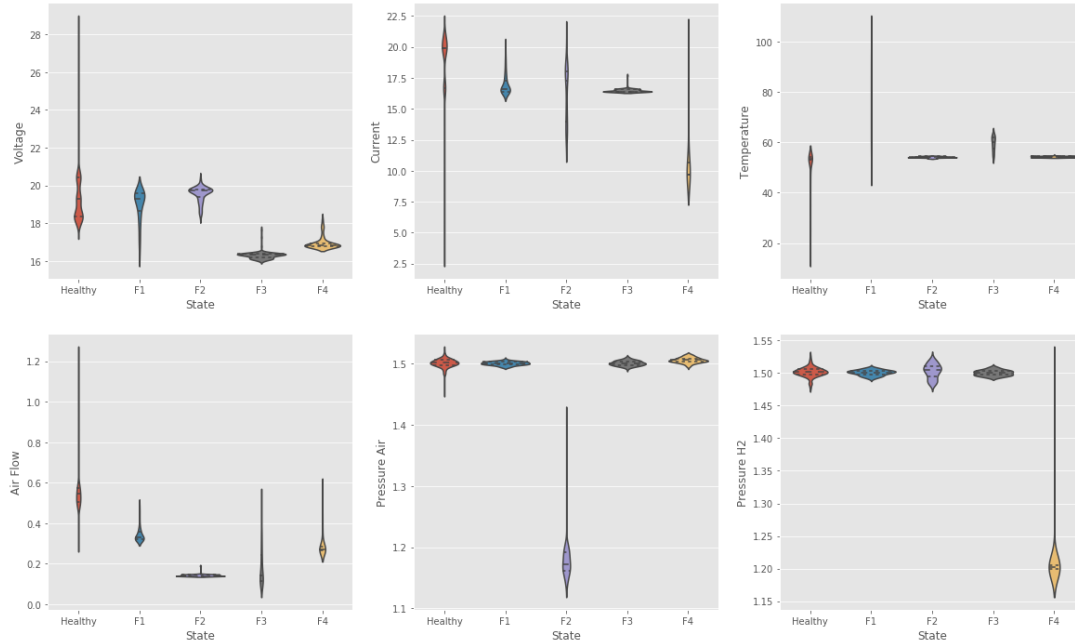 Voltage
28
26
24
22
20
18
16
Healthy F1 F2 F3 F4
State
Current
22.5
20.0
17.5
15.0
12.5
10.0
7.5
5.0
2.5
Healthy F1 F2 F3 F4
State
Temperature
100
80
60
40
20
Healthy F1 F2 F3 F4
State
Air Flow
1.2
1.0
0.8
0.6
0.4
0.2
0.0
Healthy F1 F2 F3 F4
State
Pressure Air
1.5
1.4
1.3
1.2
1.1
Healthy F1 F2 F3 F4
State
Pressure H2
1.55
1.50
1.45
1.40
1.35
1.30
1.25
1.20
1.15
Healthy F1 F2 F3 F4
State